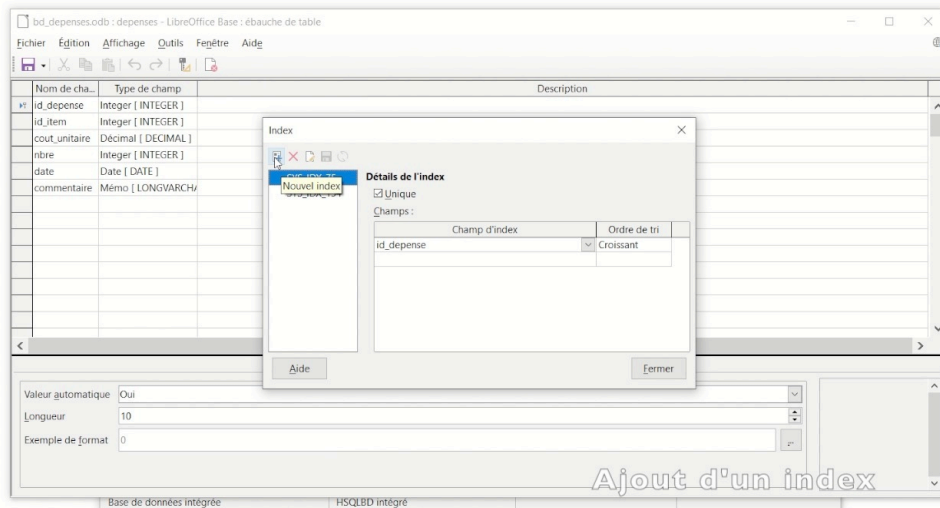 bd_depenses.odb : depenses - LibreOffice Base : ébauche de table
Fichier Édition Affichage Outils Fenêtre Aide
Nom de cha... Type de champ Description
id_depense Integer [ INTEGER ]
id_item Integer [ INTEGER ]
cout_unitaire Décimal [ DECIMAL ]
nbre Integer [ INTEGER ]
date Date [ DATE ]
commentaire Mémo [ LONGVARCHA
Index
Nouvel index
Détails de l'index
Unique
Champs :
Champ d'index Ordre de tri
id_depense Croissant
Aide Fermer
Valeur automatique Oui
Longueur 10
Exemple de format 0
Ajout d'un index
Base de données intégrée HSQLBD intégré